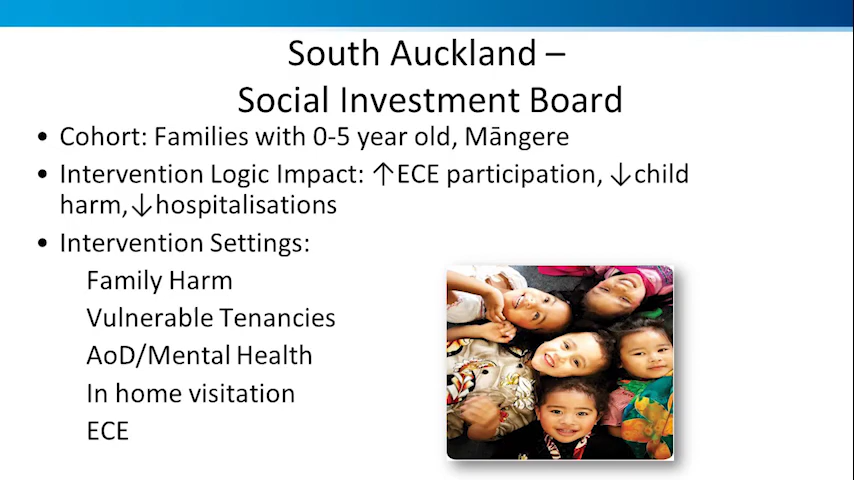 South Auckland –
Social Investment Board
• Cohort: Families with 0-5 year old, Māngere
• Intervention Logic Impact: ↑ECE participation, ↓child
harm,↓hospitalisations
• Intervention Settings:
Family Harm
Vulnerable Tenancies
AoD/Mental Health
In home visitation
ECE